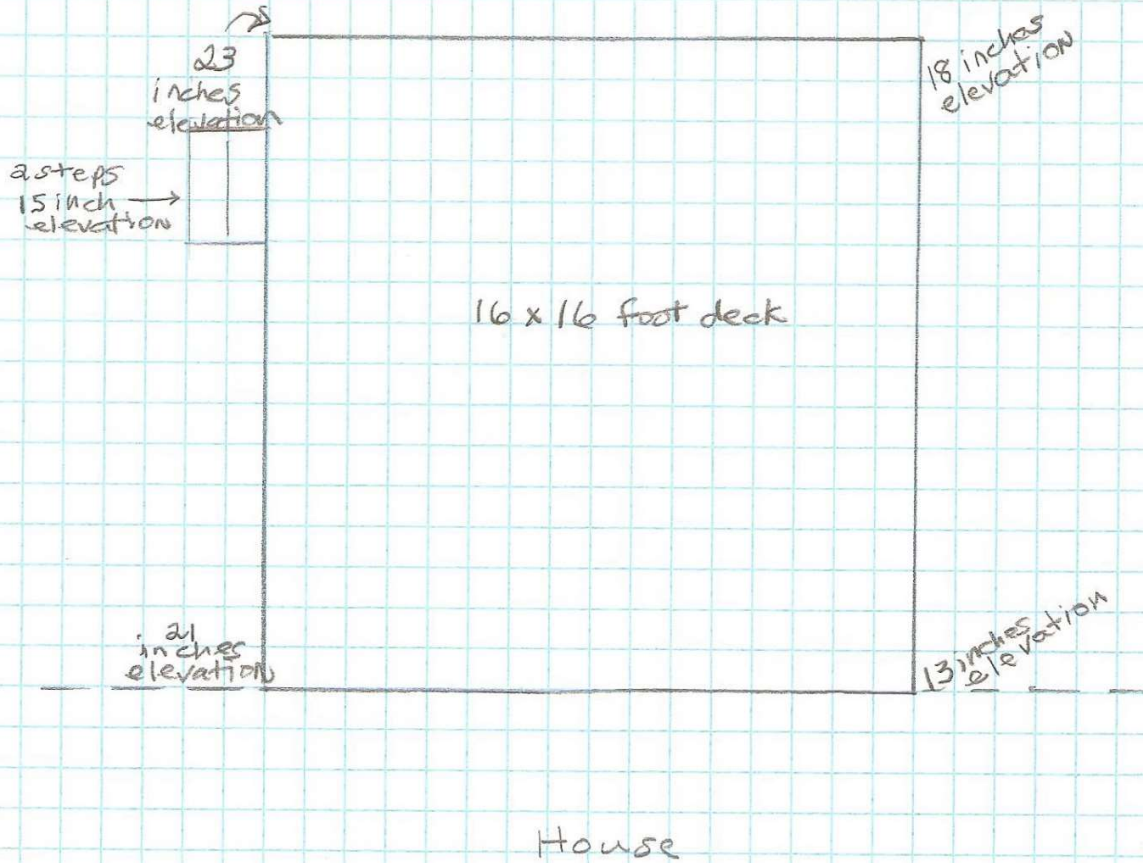 23
inches
elevation
18 inches
elevation
2 steps
15 inch
elevation
16 x 16 foot deck
21
inches
elevation
13 inches
elevation
House